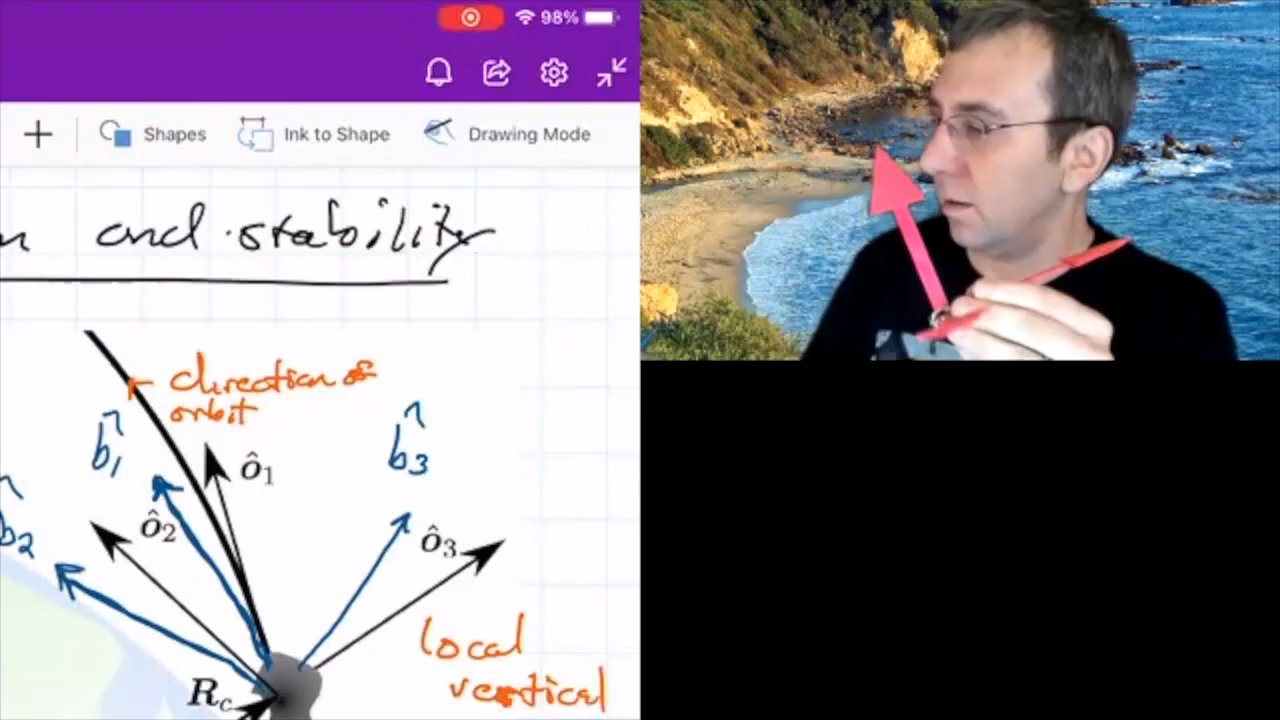 98%
Shapes Ink to Shape Drawing Mode
and stability
direction of
orbit
b̂1
b̂3
ô1
ô2
ô3
b̂2
local
vertical
Rc